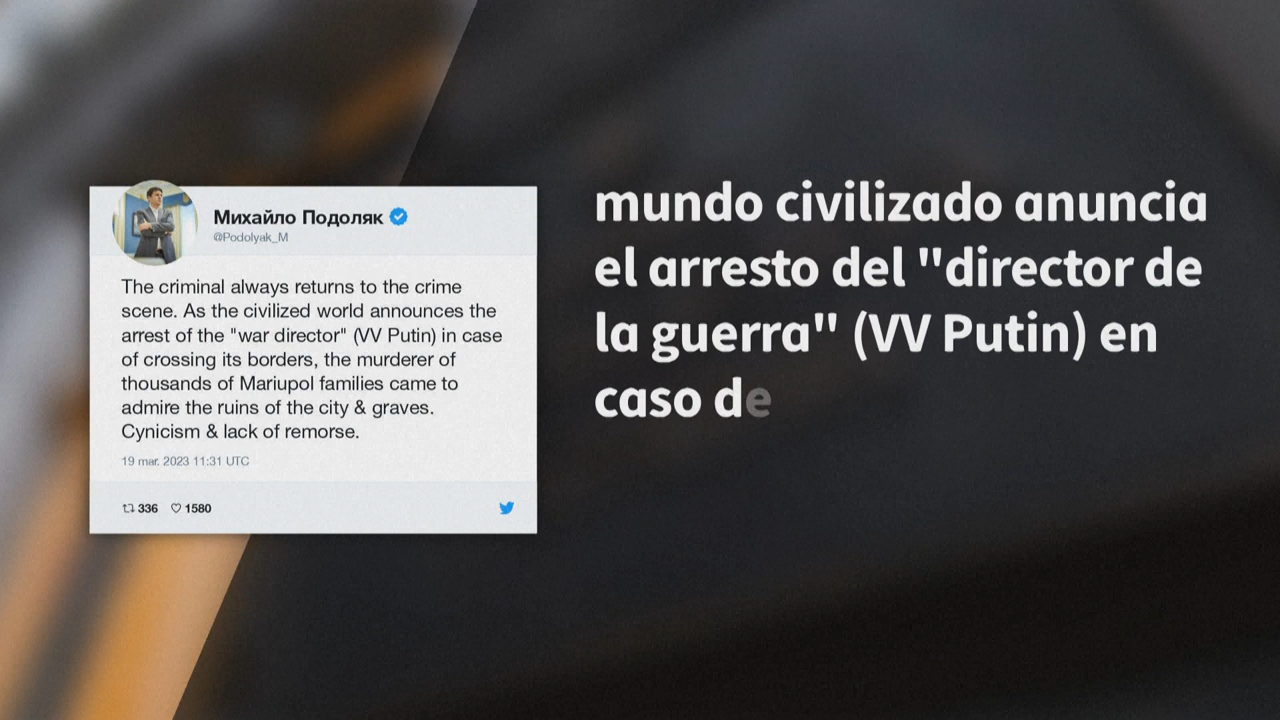 Михайло Подоляк
@Podolyak_M
The criminal always returns to the crime
scene. As the civilized world announces the
arrest of the "war director" (VV Putin) in case
of crossing its borders, the murderer of
thousands of Mariupol families came to
admire the ruins of the city & graves.
Cynicism & lack of remorse.
19 mar. 2023 11:31 UTC
336 1580
mundo civilizado anuncia
el arresto del "director de
la guerra" (VV Putin) en
caso de